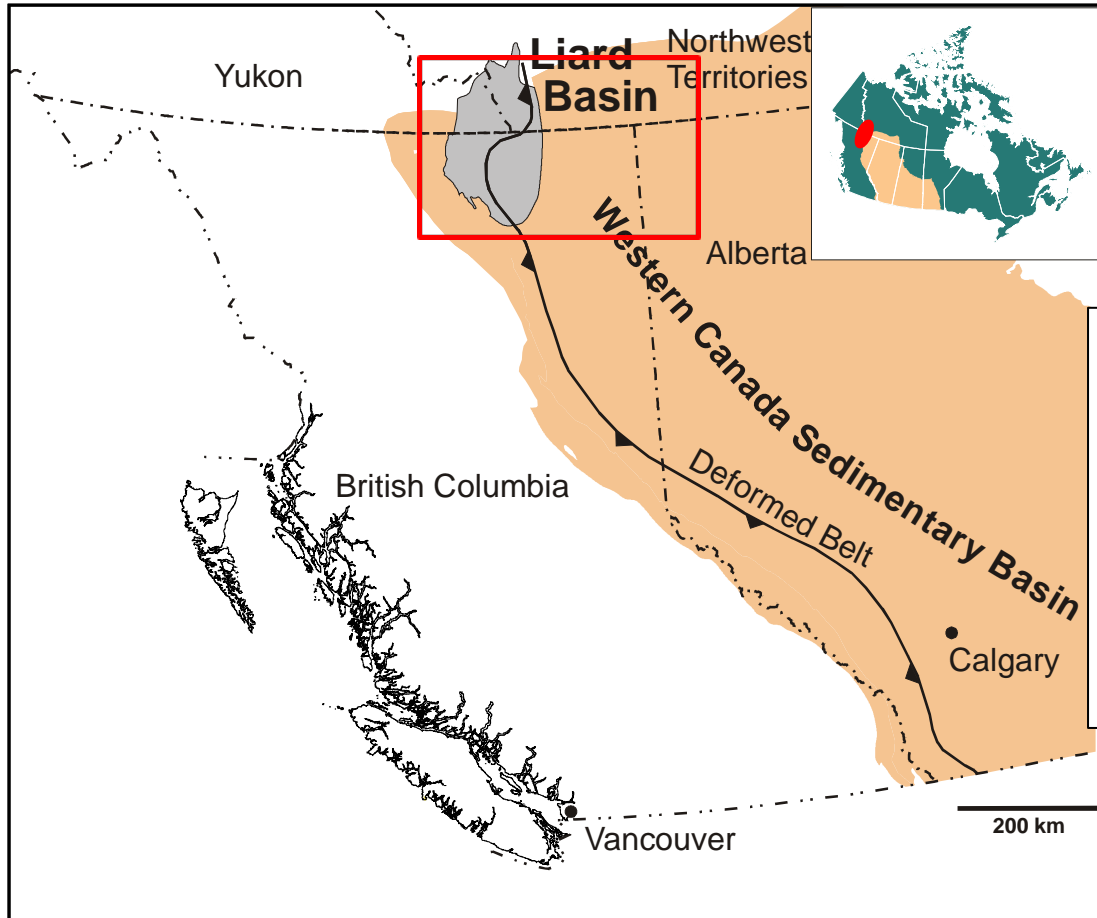 Yukon
Liard
Basin
Northwest
Territories
Western Canada Sedimentary Basin
Alberta
British Columbia
Deformed Belt
Calgary
Vancouver
200 km